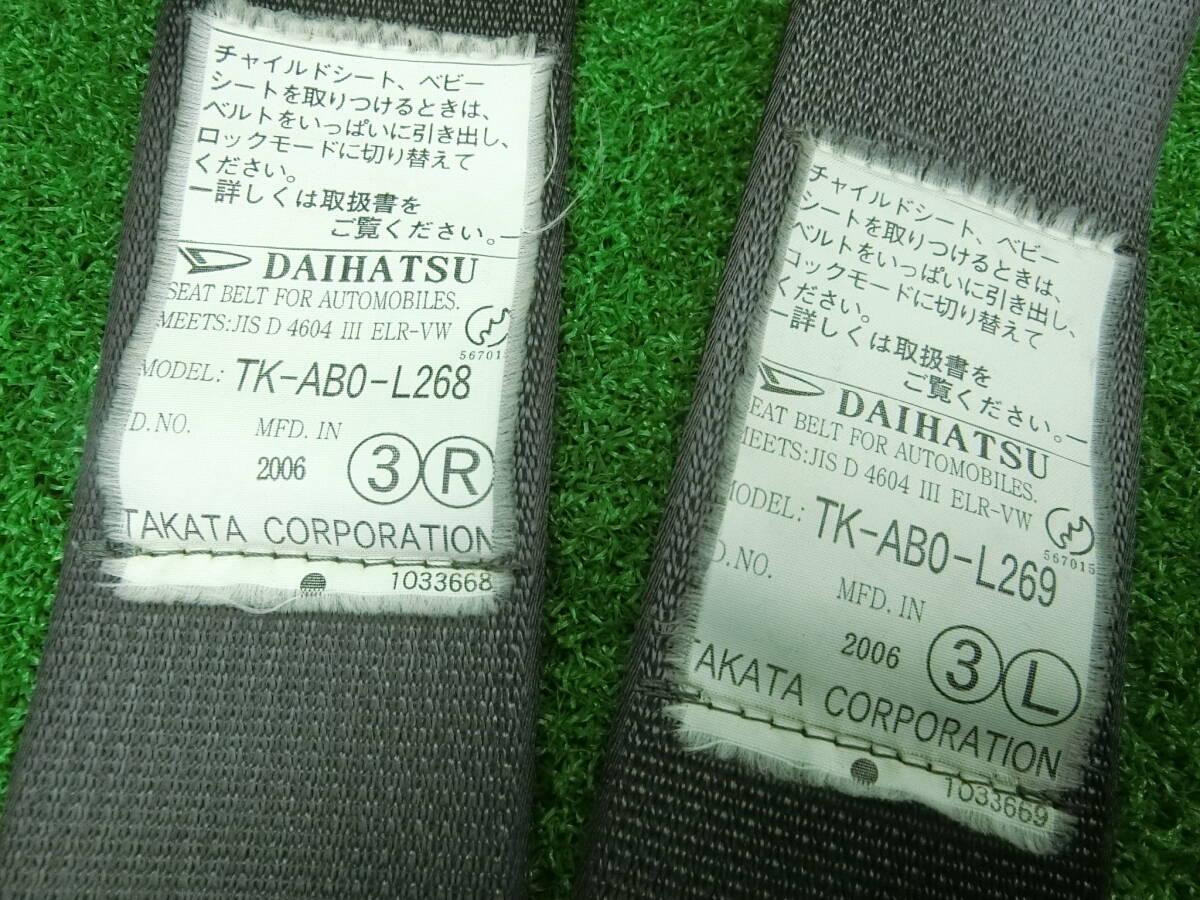 チャイルドシート、ベビー
シートを取りつけるときは、
ベルトをいっぱいに引き出し、
ロックモードに切り替えて
ください。
ー詳しくは取扱書を
ご覧ください。ー
DAIHATSU
SEAT BELT FOR AUTOMOBILES.
MEETS:JIS D 4604 III ELR-VW
567015
MODEL: TK-AB0-L268
D.NO. MFD. IN
2006 3 R
TAKATA CORPORATION
1033668
チャイルドシート、ベビー
シートを取りつけるときは、
ベルトをいっぱいに引き出し、
ロックモードに切り替えて
ください。
ー詳しくは取扱書を
ご覧ください。ー
DAIHATSU
EAT BELT FOR AUTOMOBILES.
MEETS:JIS D 4604 III ELR-VW
567015
MODEL: TK-AB0-L269
D.NO. MFD. IN
2006 3 L
TAKATA CORPORATION
1033669